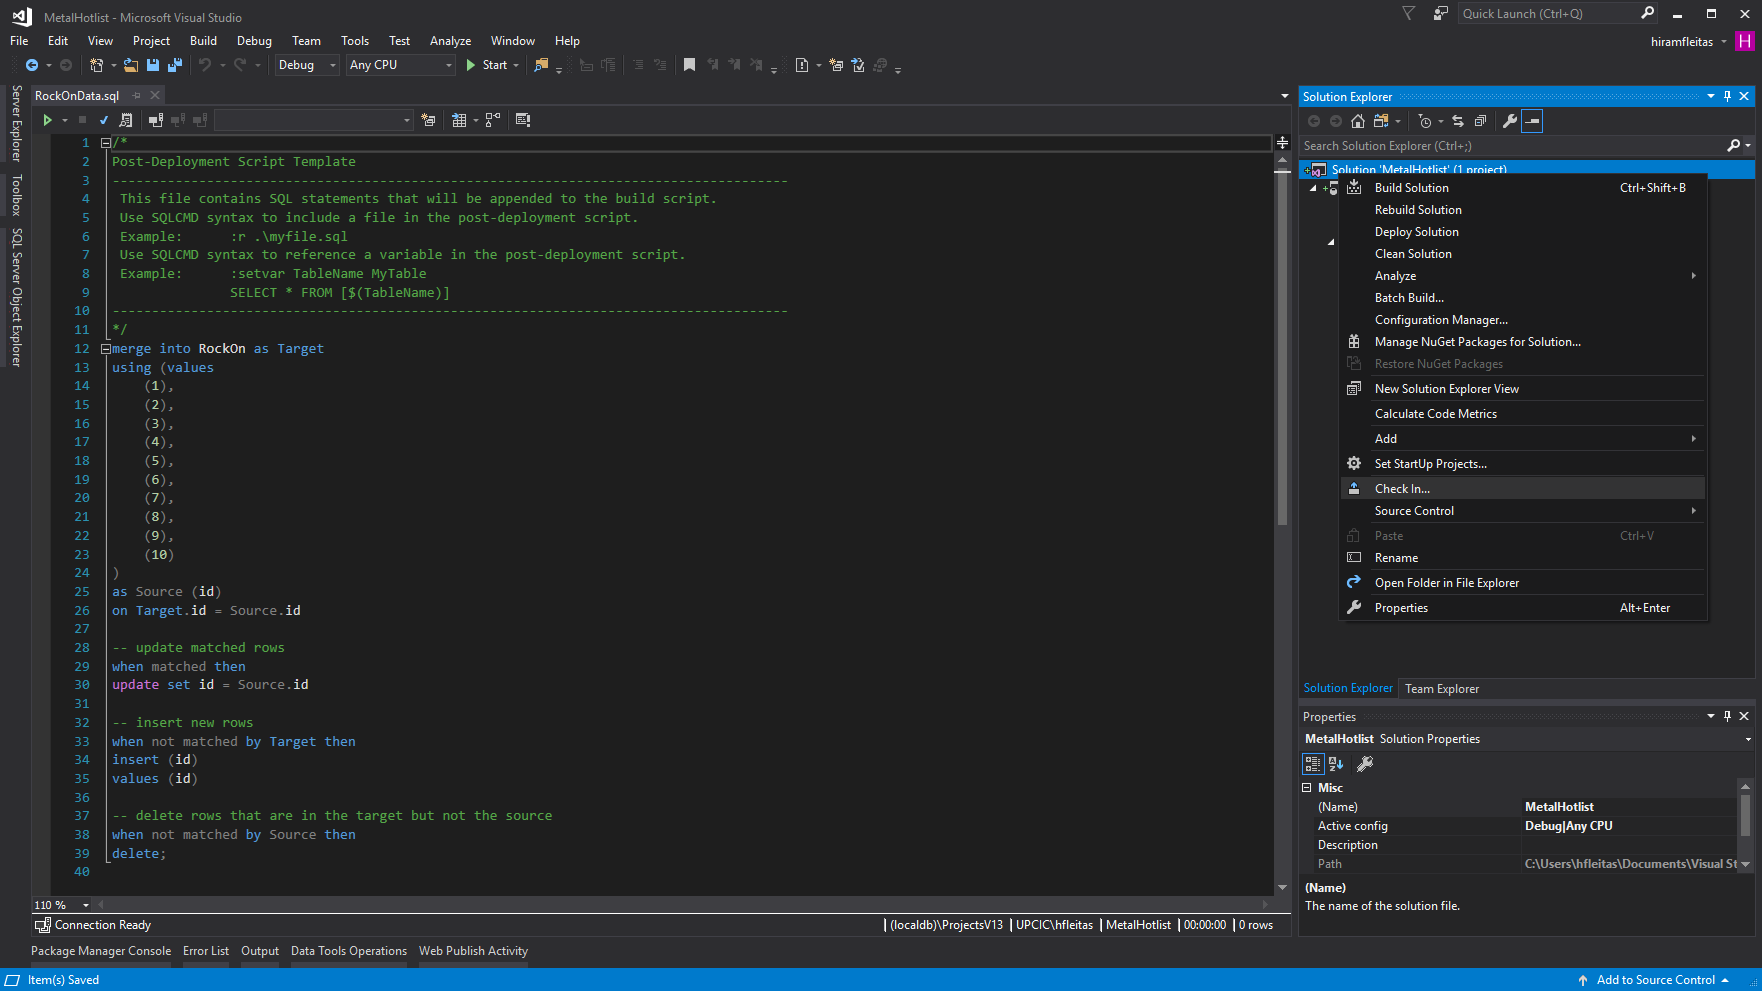 MetalHotlist - Microsoft Visual Studio
Quick Launch (Ctrl+Q)
File Edit View Project Build Debug Team Tools Test Analyze Window Help
hiramfleitas H
Debug Any CPU Start
Server Explorer
Toolbox
SQL Server Object Explorer
RockOnData.sql
1 /*
2 Post-Deployment Script Template
3 --------------------------------------------------------------------------------------
4 This file contains SQL statements that will be appended to the build script.
5 Use SQLCMD syntax to include a file in the post-deployment script.
6 Example: :r .\myfile.sql
7 Use SQLCMD syntax to reference a variable in the post-deployment script.
8 Example: :setvar TableName MyTable
9 SELECT * FROM [$(TableName)]
10 --------------------------------------------------------------------------------------
11 */
12 merge into RockOn as Target
13 using (values
14 (1),
15 (2),
16 (3),
17 (4),
18 (5),
19 (6),
20 (7),
21 (8),
22 (9),
23 (10)
24 )
25 as Source (id)
26 on Target.id = Source.id
27
28 -- update matched rows
29 when matched then
30 update set id = Source.id
31
32 -- insert new rows
33 when not matched by Target then
34 insert (id)
35 values (id)
36
37 -- delete rows that are in the target but not the source
38 when not matched by Source then
39 delete;
40
110 %
Connection Ready
(localdb)\ProjectsV13 UPCIC\hfleitas MetalHotlist 00:00:00 0 rows
Package Manager Console Error List Output Data Tools Operations Web Publish Activity
Item(s) Saved
Add to Source Control
Solution Explorer
Search Solution Explorer (Ctrl+;)
Solution 'MetalHotlist' (1 project)
Build Solution Ctrl+Shift+B
Rebuild Solution
Deploy Solution
Clean Solution
Analyze
Batch Build...
Configuration Manager...
Manage NuGet Packages for Solution...
Restore NuGet Packages
New Solution Explorer View
Calculate Code Metrics
Add
Set StartUp Projects...
Check In...
Source Control
Paste Ctrl+V
Rename
Open Folder in File Explorer
Properties Alt+Enter
Solution Explorer Team Explorer
Properties
MetalHotlist Solution Properties
Misc
(Name) MetalHotlist
Active config Debug|Any CPU
Description
Path C:\Users\hfleitas\Documents\Visual St
(Name)
The name of the solution file.